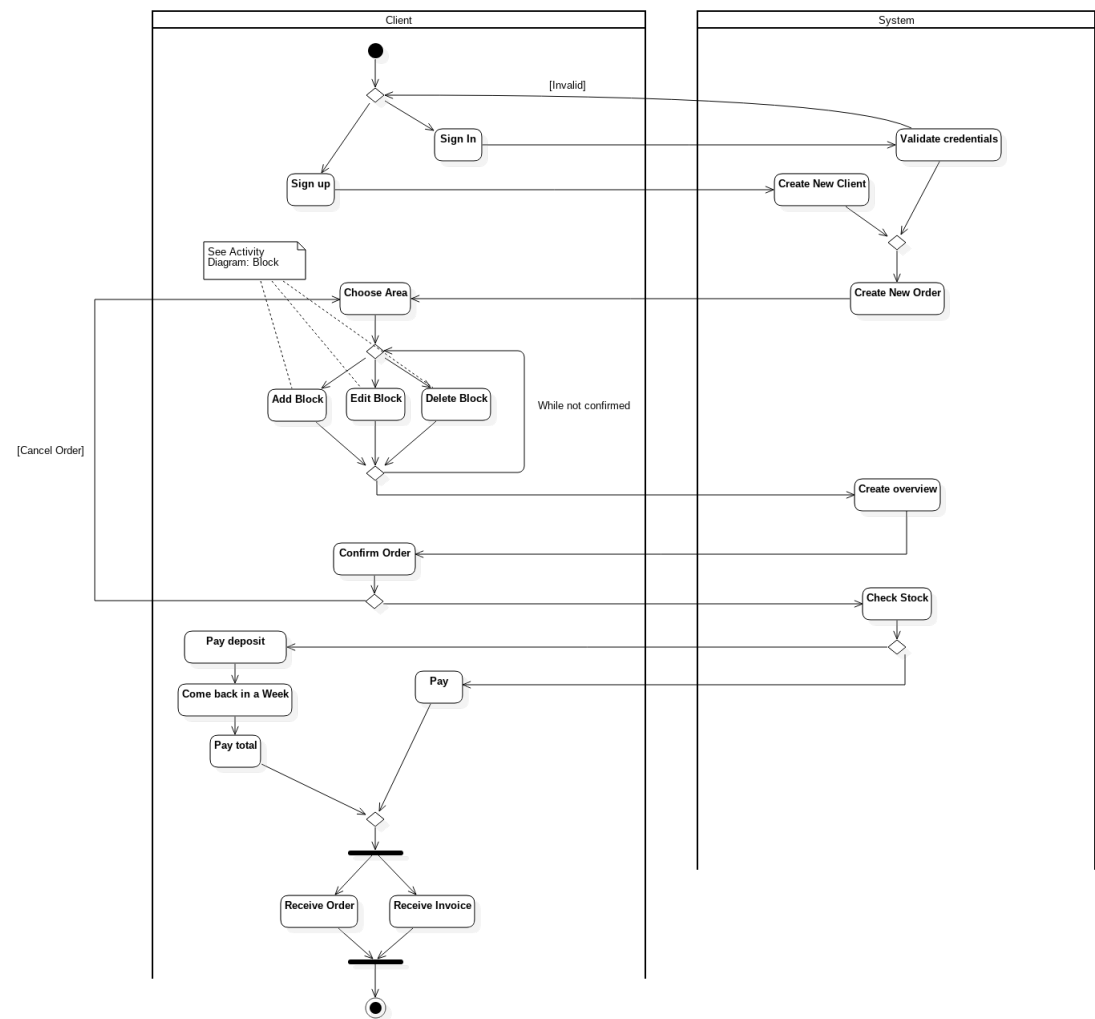 Client
System
[Invalid]
Sign In
Validate credentials
Sign up
Create New Client
See Activity
Diagram: Block
Choose Area
Create New Order
Add Block
Edit Block
Delete Block
While not confirmed
[Cancel Order]
Create overview
Confirm Order
Check Stock
Pay deposit
Pay
Come back in a Week
Pay total
Receive Order
Receive Invoice